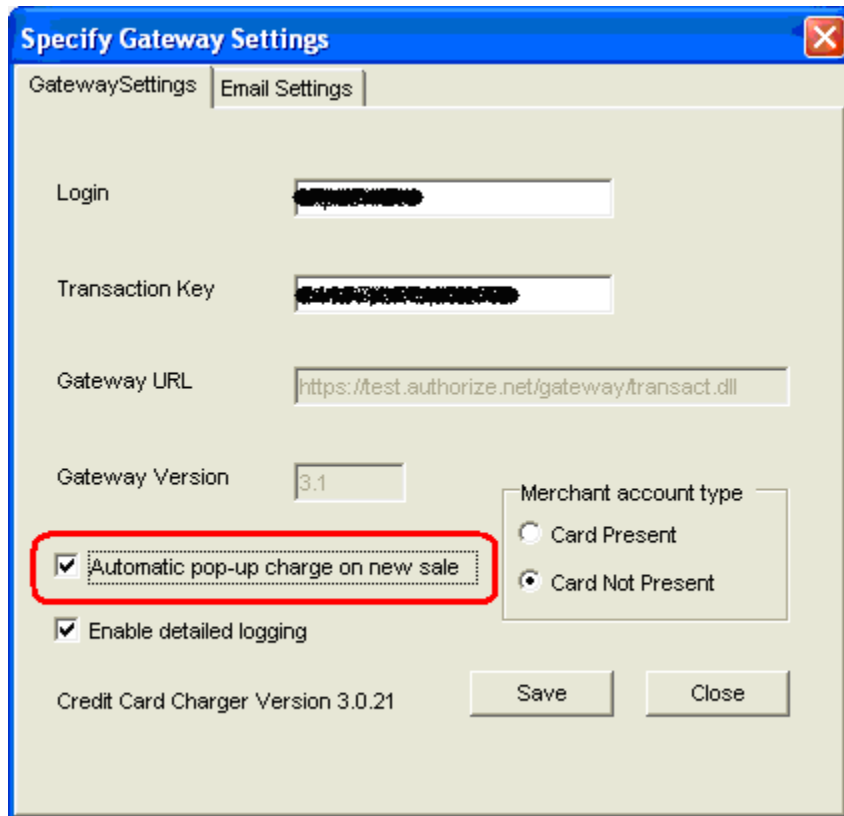 Specify Gateway Settings
GatewaySettings
Email Settings
Login
Transaction Key
Gateway URL
https://test.authorize.net/gateway/transact.dll
Gateway Version
3.1
Merchant account type
Card Present
Card Not Present
Automatic pop-up charge on new sale
Enable detailed logging
Credit Card Charger Version 3.0.21
Save
Close